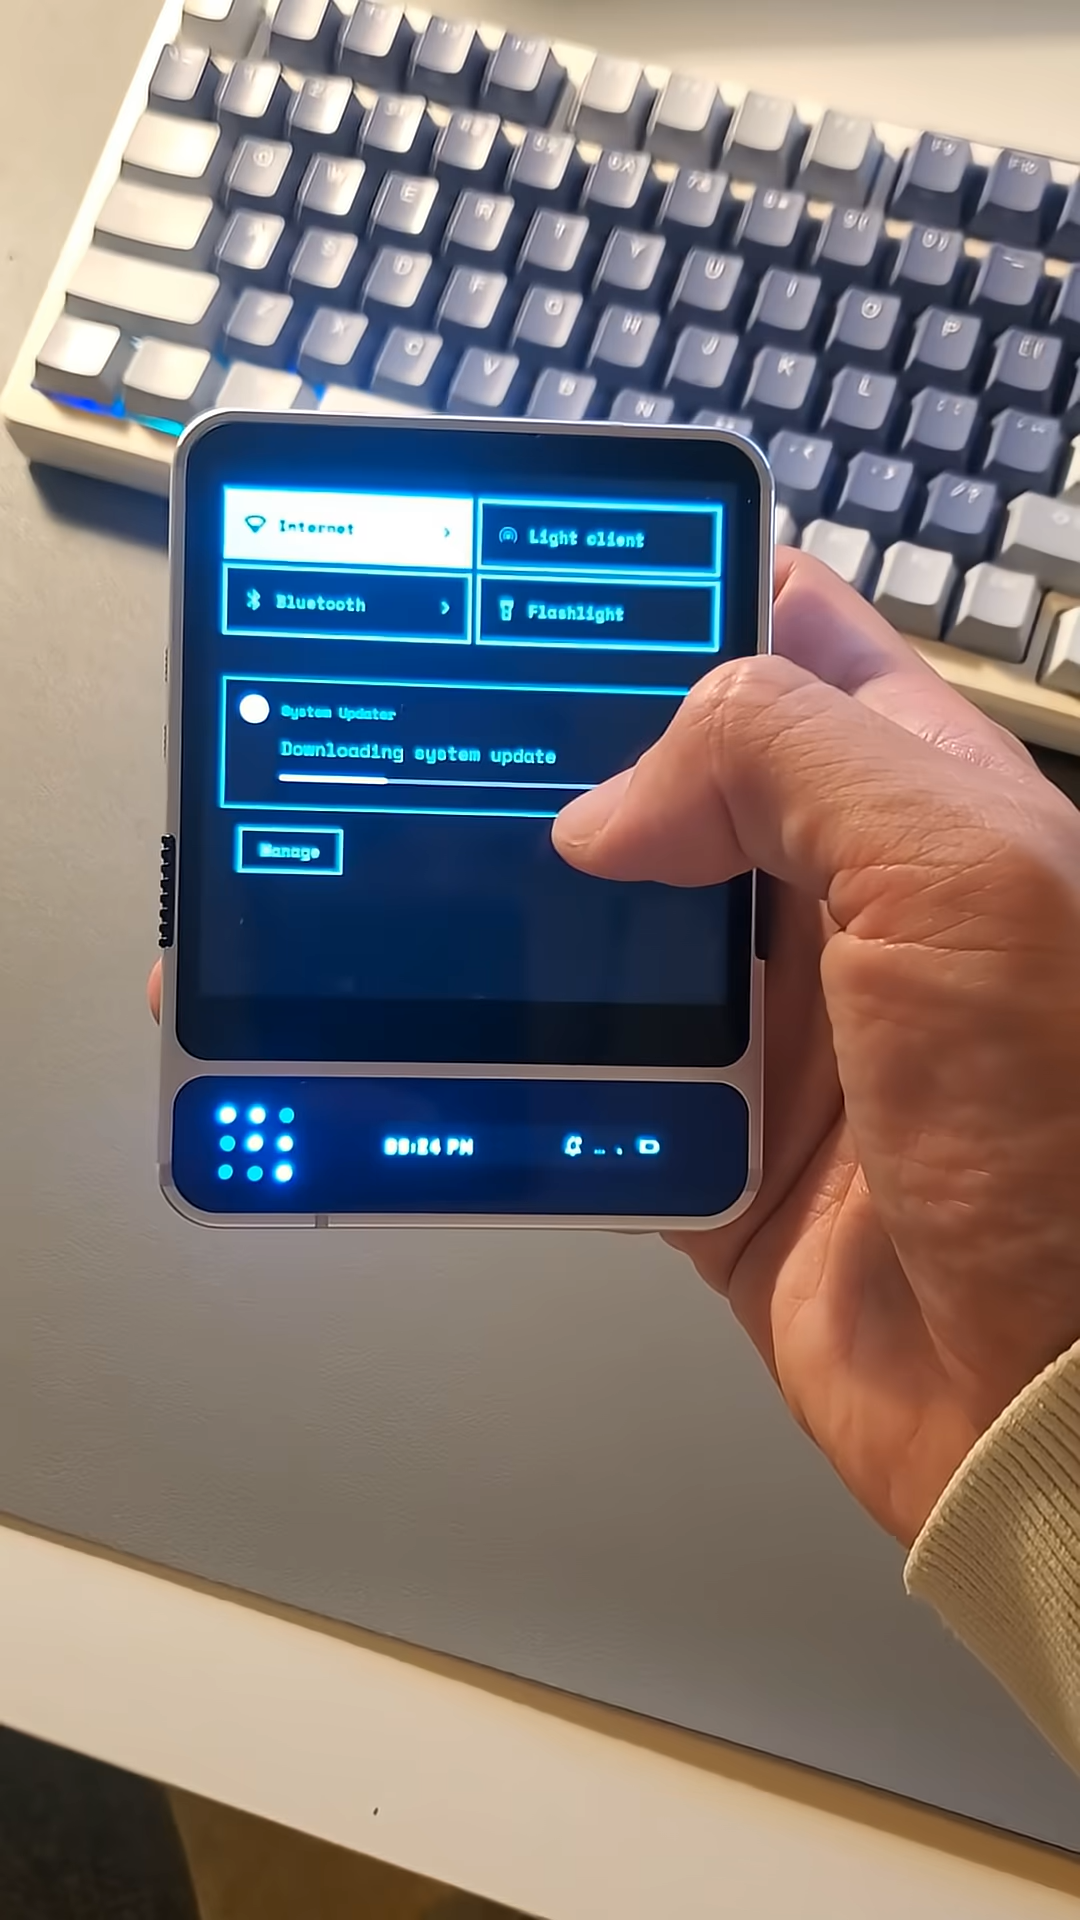 Q W E R T Y U I O P
A S D F G H J K L
Z X C V B N
Internet
Light client
Bluetooth
Flashlight
System Updater
Downloading system update
Manage